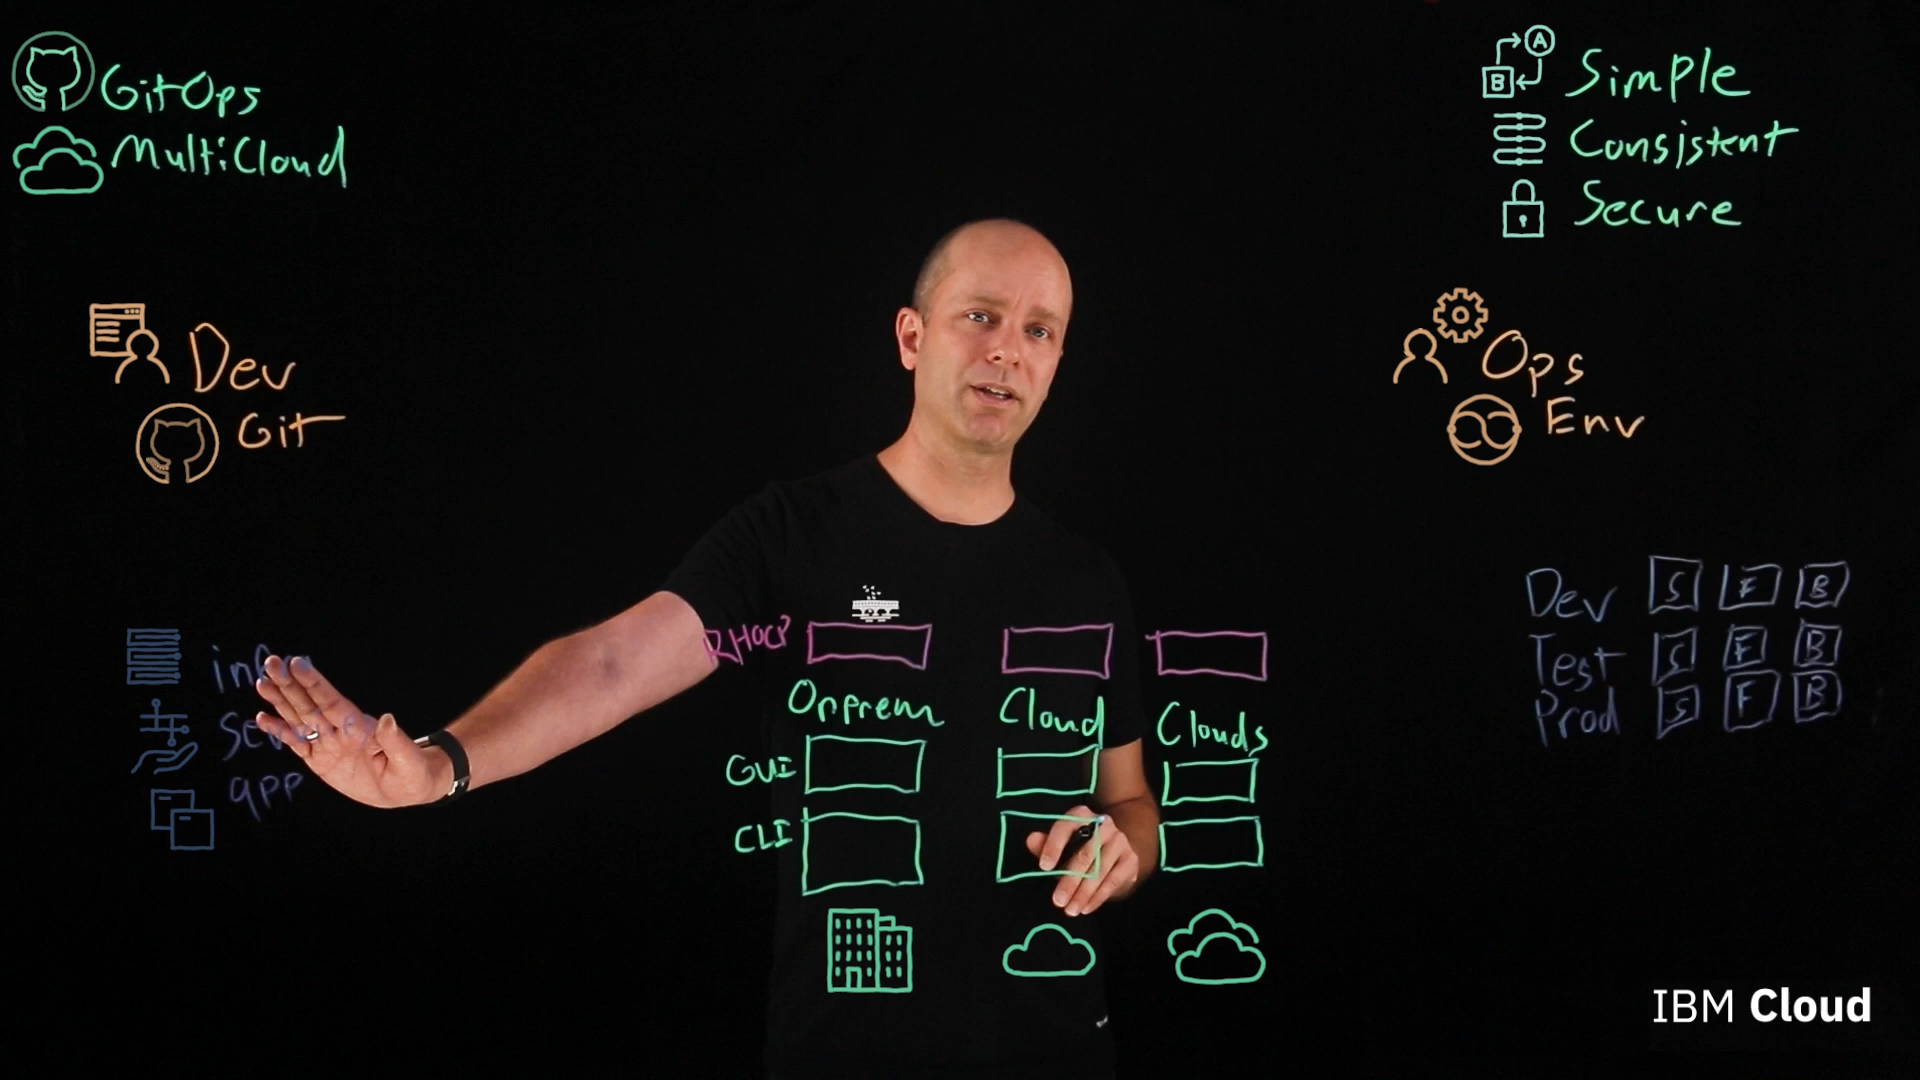 GitOps
MultiCloud
A
B
Simple
Consistent
Secure
Dev
Git
Ops
Env
infra
app
RHOCP
Onprem
Cloud
Clouds
GUI
CLI
Dev S F B
Test S F B
Prod S F B
IBM Cloud